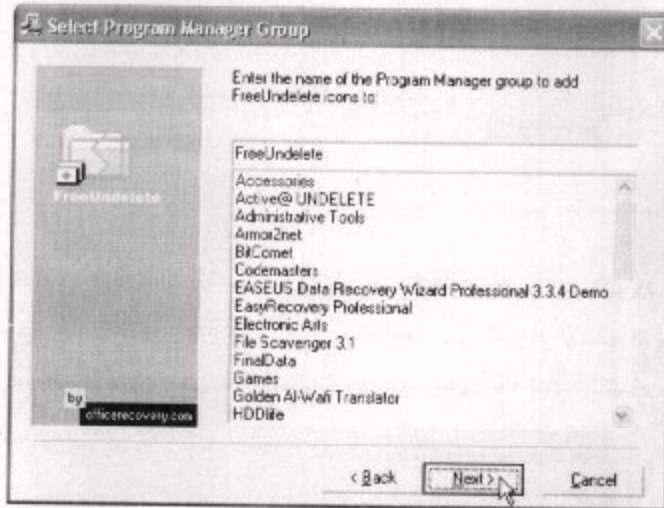 Select Program Manager Group
Enter the name of the Program Manager group to add
FreeUndelete icons to:
FreeUndelete
FreeUndelete
Accessories
Active@ UNDELETE
Administrative Tools
Armor2net
BitComet
Codemasters
EASEUS Data Recovery Wizard Professional 3.3.4 Demo
EasyRecovery Professional
Electronic Arts
File Scavenger 3.1
FinalData
Games
Golden Al-Wafi Translator
HDDlife
by
officerecovery.com
< Back
Next >
Cancel